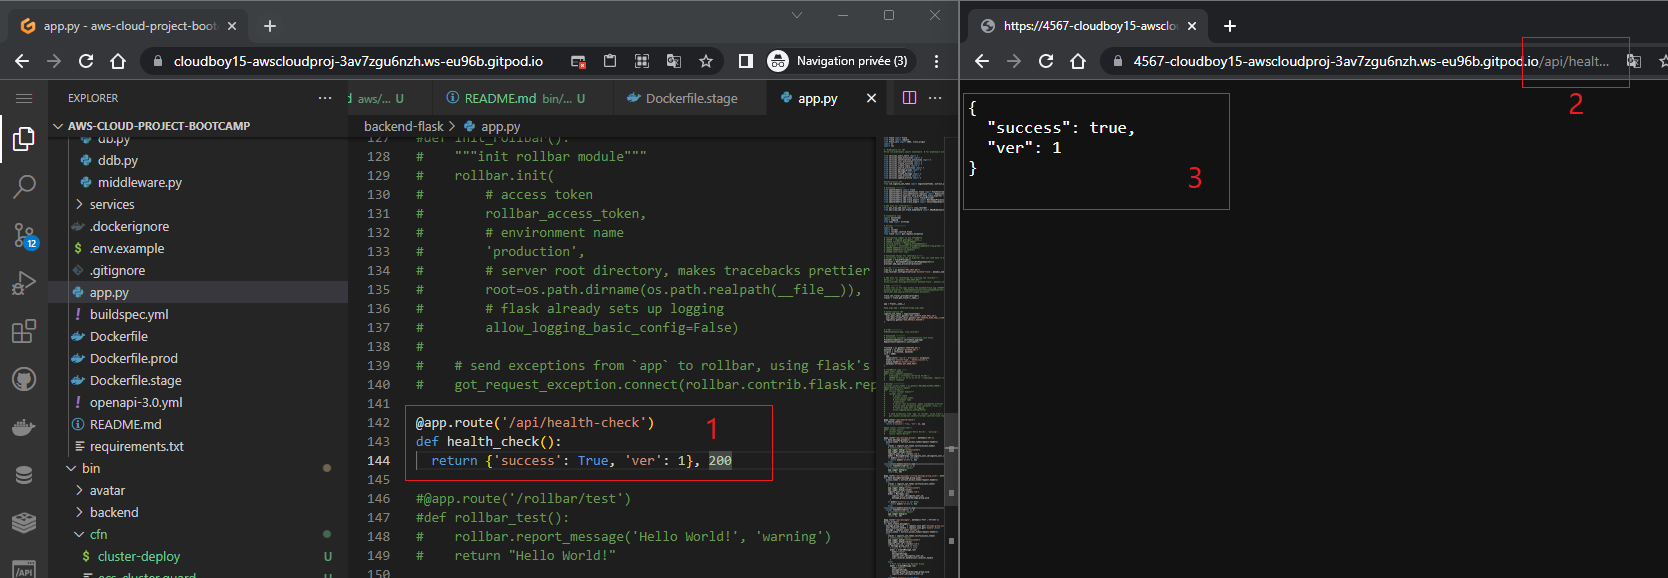 app.py - aws-cloud-project-boot
cloudboy15-awscloudproj-3av7zgu6nzh.ws-eu96b.gitpod.io
Navigation privée (3)
EXPLORER
AWS-CLOUD-PROJECT-BOOTCAMP
db.py
ddb.py
middleware.py
services
.dockerignore
$ .env.example
.gitignore
app.py
! buildspec.yml
Dockerfile
Dockerfile.prod
Dockerfile.stage
! openapi-3.0.yml
README.md
requirements.txt
bin
avatar
backend
cfn
$ cluster-deploy U
ecs-cluster.guard
12
/API
d aws/... U
README.md bin/... U
Dockerfile.stage
app.py
backend-flask > app.py
127 #def init_rollbar():
128 #    """init rollbar module"""
129 #    rollbar.init(
130 #        # access token
131 #        rollbar_access_token,
132 #        # environment name
133 #        'production',
134 #        # server root directory, makes tracebacks prettier
135 #        root=os.path.dirname(os.path.realpath(__file__)),
136 #        # flask already sets up logging
137 #        allow_logging_basic_config=False)
138 #
139 #    # send exceptions from `app` to rollbar, using flask's
140 #    got_request_exception.connect(rollbar.contrib.flask.rep
141
142 @app.route('/api/health-check')
143 def health_check():
144   return {'success': True, 'ver': 1}, 200
145
146 #@app.route('/rollbar/test')
147 #def rollbar_test():
148 #    rollbar.report_message('Hello World!', 'warning')
149 #    return "Hello World!"
150
1
https://4567-cloudboy15-awsclo
4567-cloudboy15-awscloudproj-3av7zgu6nzh.ws-eu96b.gitpod.io/api/healt...
2
{
  "success": true,
  "ver": 1
}
3